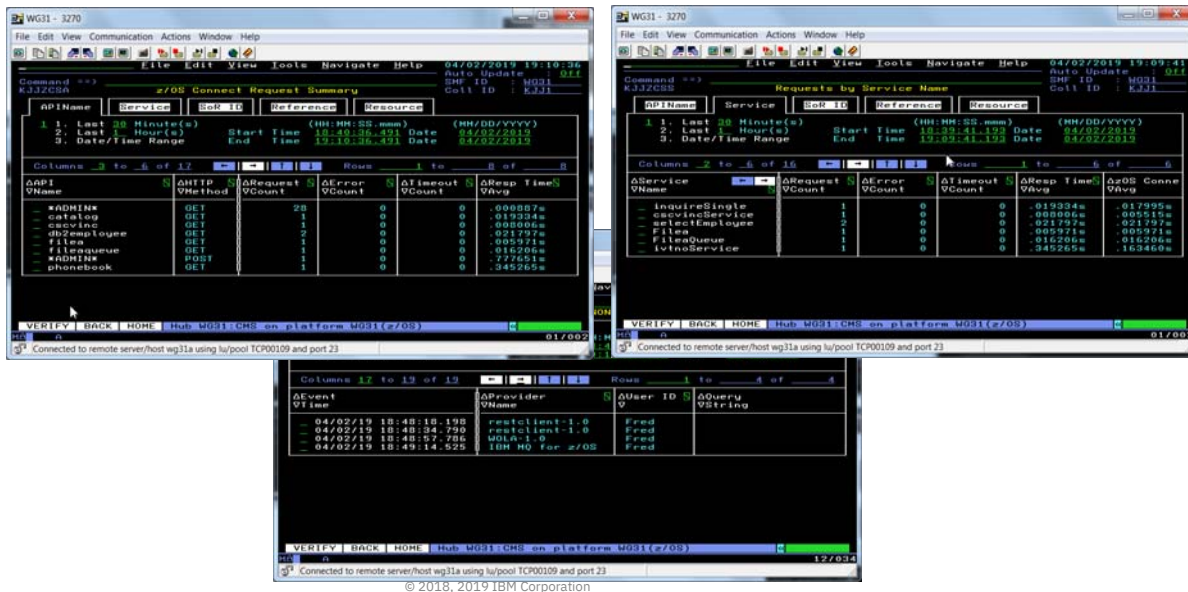 WG31 - 3270
File Edit View Communication Actions Window Help
File Edit View Tools Navigate Help 04/02/2019 19:10:36
Auto Update : Off
Command ==> SMF ID : WG31
KJJZCSA z/OS Connect Request Summary Coll ID : KJJ1
APIName Service SoR ID Reference Resource
1 1. Last 30 Minute(s) (HH:MM:SS.mmm) (MM/DD/YYYY)
2. Last 1 Hour(s) Start Time 18:40:36.491 Date 04/02/2019
3. Date/Time Range End Time 19:10:36.491 Date 04/02/2019
Columns 3 to 6 of 17 ← → ↑ ↓ Rows 1 to 8 of 8
ΔAPI ΔHTTP ΔRequest ΔError ΔTimeout ΔResp Time
∇Name ∇Method ∇Count ∇Count ∇Count ∇Avg
_ *ADMIN* GET 28 0 0 .000887s
_ catalog GET 1 0 0 .019334s
_ cscvinc GET 1 0 0 .008006s
_ db2employee GET 2 0 0 .021797s
_ filea GET 1 0 0 .005971s
_ fileaqueue GET 1 0 0 .016206s
_ *ADMIN* POST 1 0 0 .777651s
_ phonebook GET 1 0 0 .345265s
VERIFY BACK HOME Hub WG31:CMS on platform WG31(z/OS)
MA A 01/002
Connected to remote server/host wg31a using lu/pool TCP00109 and port 23
WG31 - 3270
File Edit View Communication Actions Window Help
File Edit View Tools Navigate Help 04/02/2019 19:09:41
Auto Update : Off
Command ==> SMF ID : WG31
KJJZCSS Requests by Service Name Coll ID : KJJ1
APIName Service SoR ID Reference Resource
1 1. Last 30 Minute(s) (HH:MM:SS.mmm) (MM/DD/YYYY)
2. Last 1 Hour(s) Start Time 18:39:41.193 Date 04/02/2019
3. Date/Time Range End Time 19:09:41.193 Date 04/02/2019
Columns 2 to 6 of 16 ← → ↑ ↓ Rows 1 to 6 of 6
ΔService ← → ΔRequest ΔError ΔTimeout ΔResp Time ΔzOS Conne
∇Name ∇Count ∇Count ∇Count ∇Avg ∇Avg
_ inquireSingle 1 0 0 .019334s .017995s
_ cscvincService 1 0 0 .008006s .005515s
_ selectEmployee 2 0 0 .021797s .021797s
_ Filea 1 0 0 .005971s .005971s
_ FileaQueue 1 0 0 .016206s .016206s
_ ivtnoService 1 0 0 .345265s .163460s
VERIFY BACK HOME Hub WG31:CMS on platform WG31(z/OS)
MA A 01/002
Connected to remote server/host wg31a using lu/pool TCP00109 and port 23
Columns 17 to 19 of 19 ← → ↑ ↓ Rows 1 to 4 of 4
ΔEvent ΔProvider ΔUser ID ΔQuery
∇Time ∇Name ∇ ∇String
_ 04/02/19 18:48:18.198 restclient-1.0 Fred
_ 04/02/19 18:48:34.790 restclient-1.0 Fred
_ 04/02/19 18:48:57.786 WOLA-1.0 Fred
_ 04/02/19 18:49:14.525 IBM MQ for z/OS Fred
VERIFY BACK HOME Hub WG31:CMS on platform WG31(z/OS)
MA A 12/034
Connected to remote server/host wg31a using lu/pool TCP00109 and port 23
© 2018, 2019 IBM Corporation